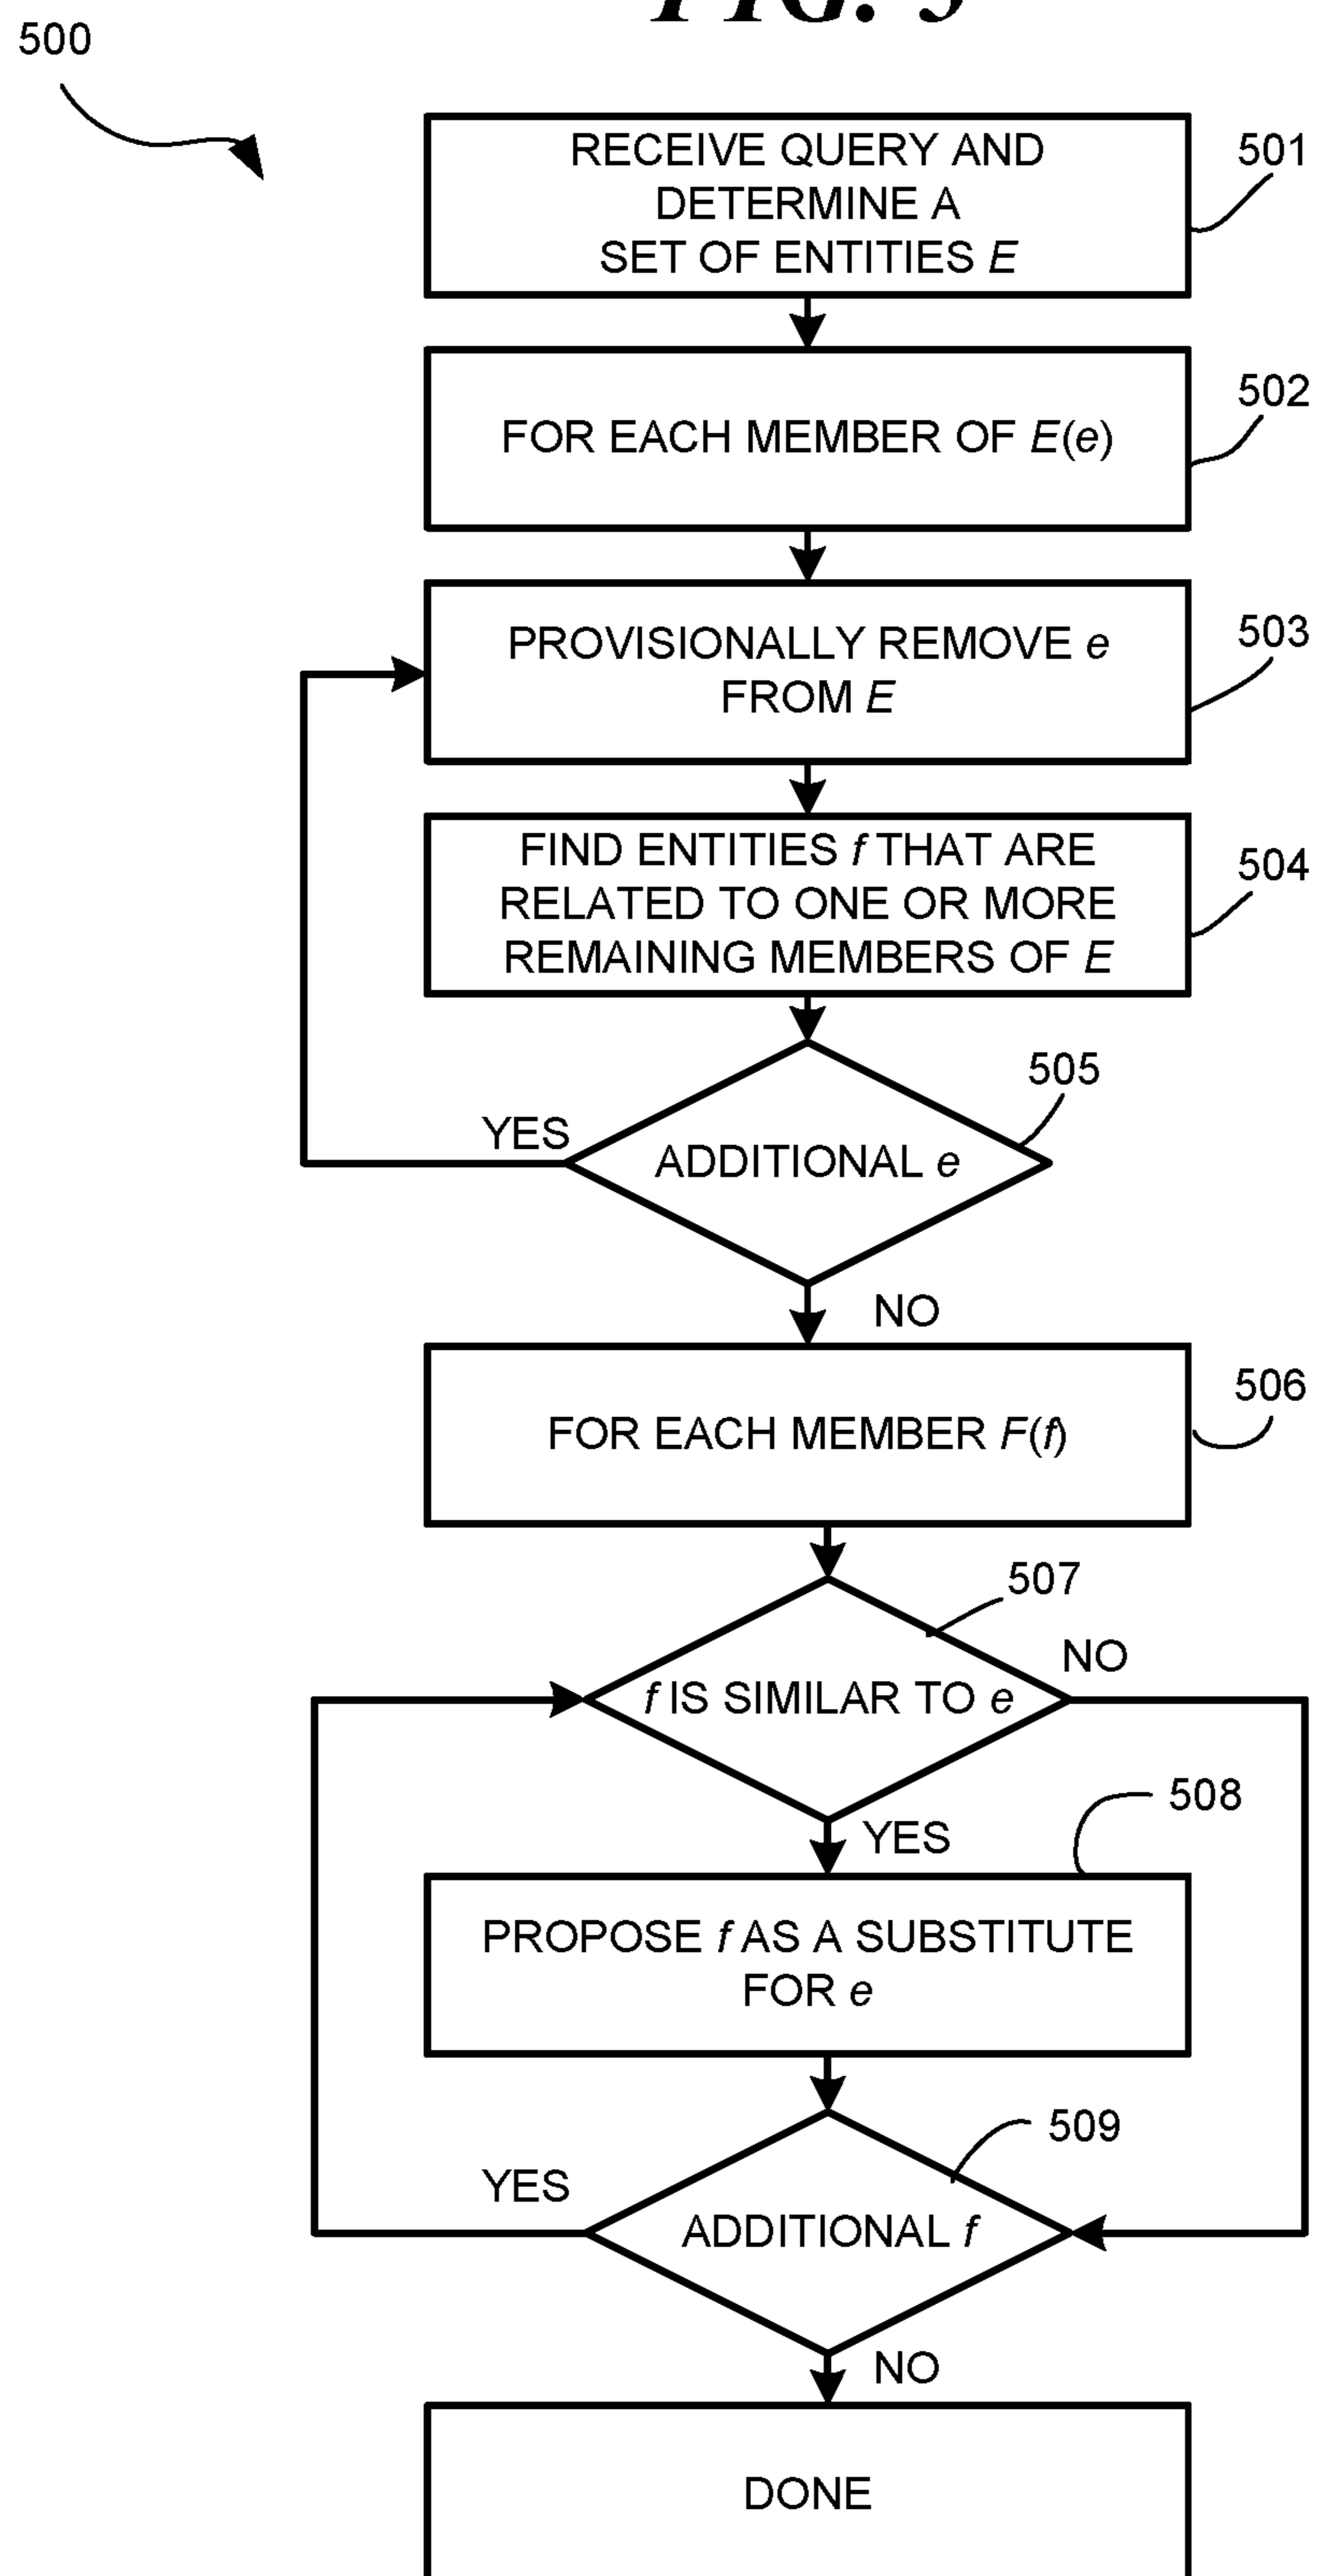 FIG. 5
500
RECEIVE QUERY AND
DETERMINE A
SET OF ENTITIES E
501
FOR EACH MEMBER OF E(e)
502
PROVISIONALLY REMOVE e
FROM E
503
FIND ENTITIES f THAT ARE
RELATED TO ONE OR MORE
REMAINING MEMBERS OF E
504
505
YES
ADDITIONAL e
NO
FOR EACH MEMBER F(f)
506
507
NO
f IS SIMILAR TO e
508
YES
PROPOSE f AS A SUBSTITUTE
FOR e
509
YES
ADDITIONAL f
NO
DONE